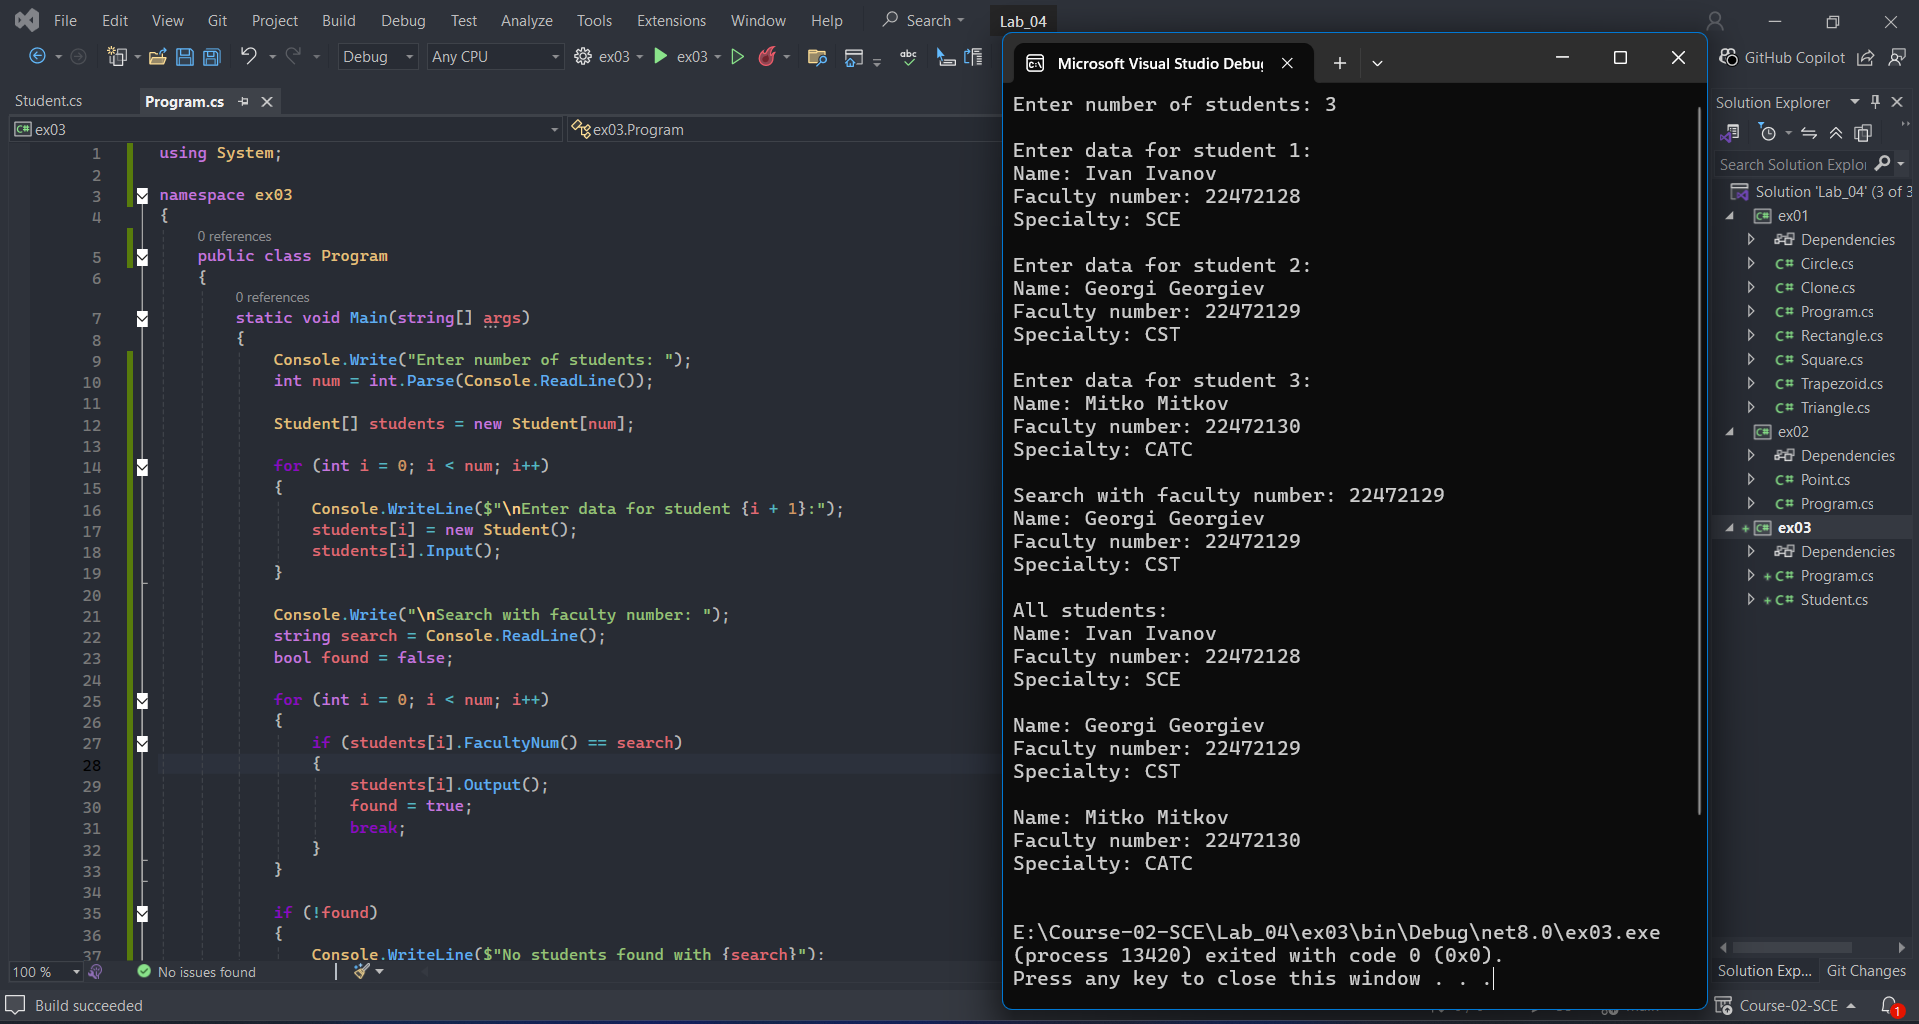 File Edit View Git Project Build Debug Test Analyze Tools Extensions Window Help Search Lab_04
Debug Any CPU ex03 ex03 abc GitHub Copilot
Student.cs Program.cs
ex03 ex03.Program
1 using System;
2
3 namespace ex03
4 {
0 references
5 public class Program
6 {
0 references
7 static void Main(string[] args)
8 {
9 Console.Write("Enter number of students: ");
10 int num = int.Parse(Console.ReadLine());
11
12 Student[] students = new Student[num];
13
14 for (int i = 0; i < num; i++)
15 {
16 Console.WriteLine($"\nEnter data for student {i + 1}:");
17 students[i] = new Student();
18 students[i].Input();
19 }
20
21 Console.Write("\nSearch with faculty number: ");
22 string search = Console.ReadLine();
23 bool found = false;
24
25 for (int i = 0; i < num; i++)
26 {
27 if (students[i].FacultyNum() == search)
28 {
29 students[i].Output();
30 found = true;
31 break;
32 }
33 }
34
35 if (!found)
36 {
37 Console.WriteLine($"No students found with {search}");
100 % No issues found
Build succeeded
Microsoft Visual Studio Debug
Enter number of students: 3
Enter data for student 1:
Name: Ivan Ivanov
Faculty number: 22472128
Specialty: SCE
Enter data for student 2:
Name: Georgi Georgiev
Faculty number: 22472129
Specialty: CST
Enter data for student 3:
Name: Mitko Mitkov
Faculty number: 22472130
Specialty: CATC
Search with faculty number: 22472129
Name: Georgi Georgiev
Faculty number: 22472129
Specialty: CST
All students:
Name: Ivan Ivanov
Faculty number: 22472128
Specialty: SCE
Name: Georgi Georgiev
Faculty number: 22472129
Specialty: CST
Name: Mitko Mitkov
Faculty number: 22472130
Specialty: CATC
E:\Course-02-SCE\Lab_04\ex03\bin\Debug\net8.0\ex03.exe
(process 13420) exited with code 0 (0x0).
Press any key to close this window . . .
Solution Explorer
Search Solution Explo
Solution 'Lab_04' (3 of 3
C# ex01
Dependencies
C# Circle.cs
C# Clone.cs
C# Program.cs
C# Rectangle.cs
C# Square.cs
C# Trapezoid.cs
C# Triangle.cs
C# ex02
Dependencies
C# Point.cs
C# Program.cs
C# ex03
Dependencies
C# Program.cs
C# Student.cs
Solution Exp... Git Changes
Course-02-SCE 1